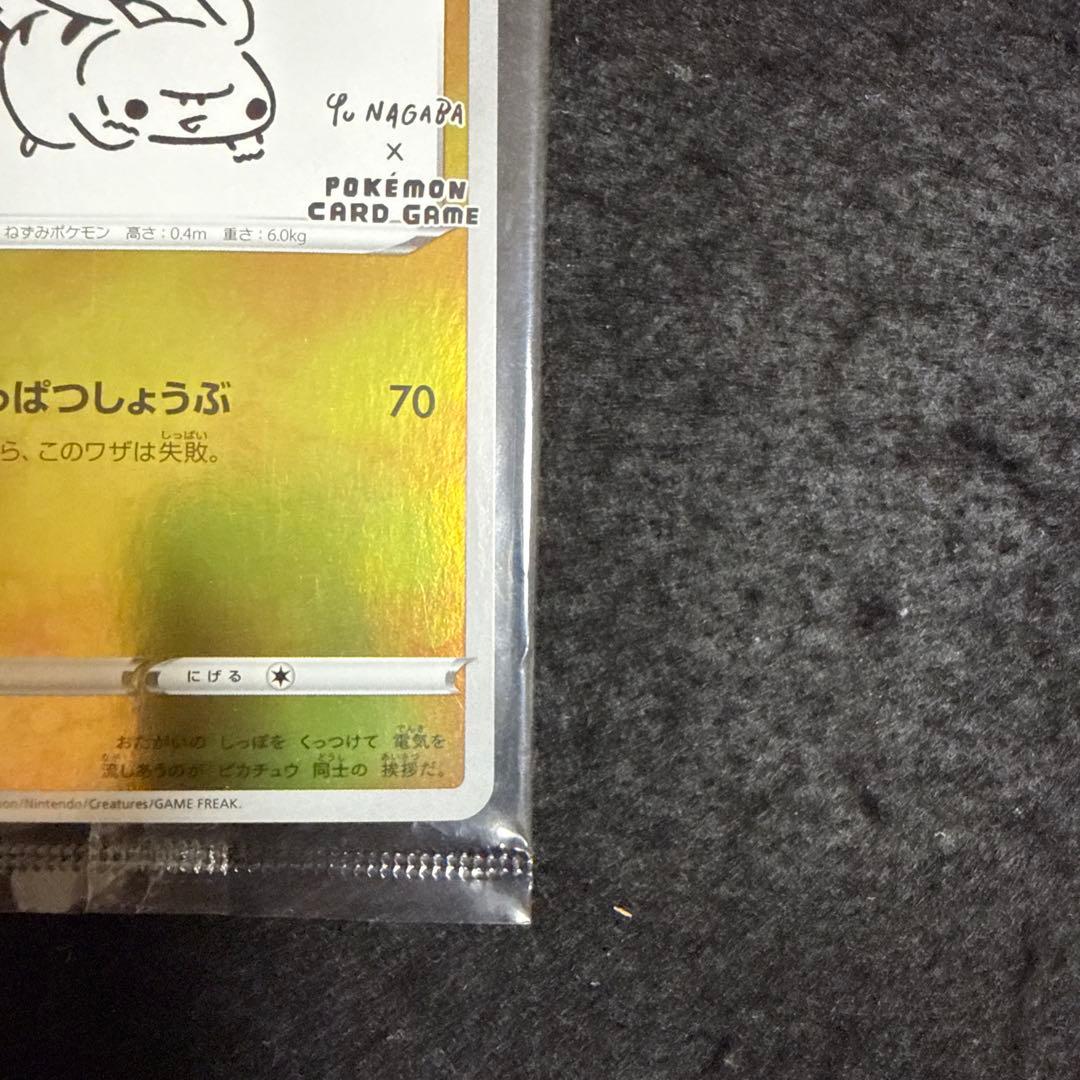 Yu NAGABA
×
POKÉMON
CARD GAME
ねずみポケモン 高さ：0.4m 重さ：6.0kg
っぱつしょうぶ 70
ら、このワザは失敗。
にげる
おたがいの しっぽを くっつけて 電気を
流しあうのが ピカチュウ 同士の 挨拶だ。
/Nintendo/Creatures/GAME FREAK.